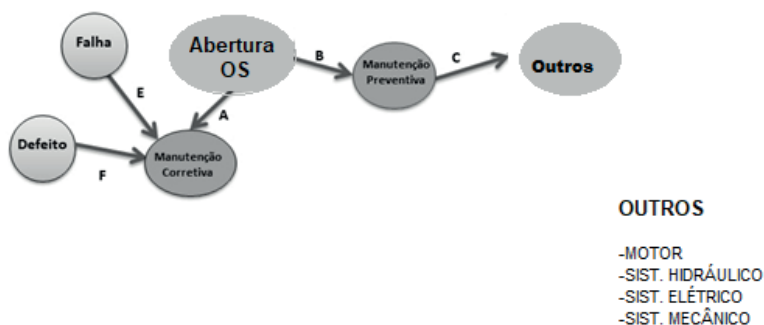 Falha
Abertura
OS
B
Manutenção
Preventiva
C
Outros
E
A
Defeito
F
Manutenção
Corretiva
OUTROS
-MOTOR
-SIST. HIDRÁULICO
-SIST. ELÉTRICO
-SIST. MECÂNICO